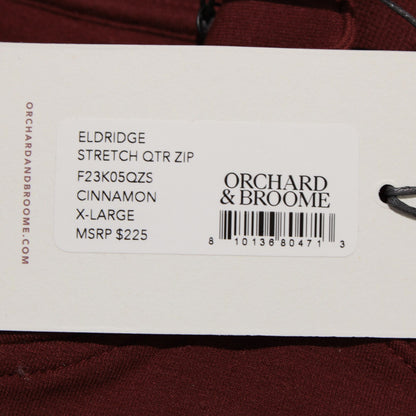 ORCHARDANDBROOME.COM
ELDRIDGE
STRETCH QTR ZIP
F23K05QZS
CINNAMON
X-LARGE
MSRP $225
ORCHARD
& BROOME
8 10136 80471 3